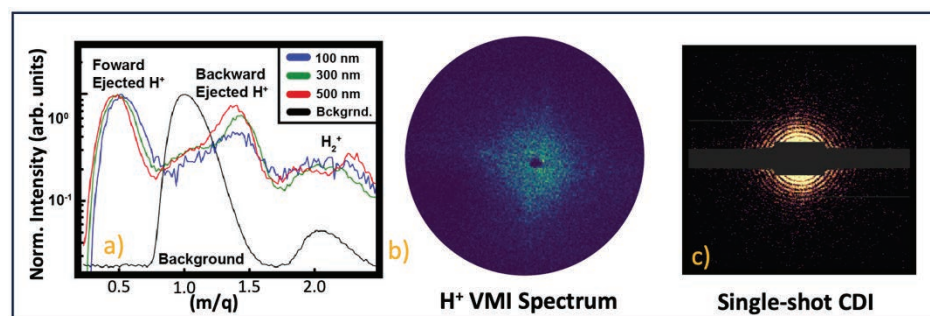 Norm. Intensity (arb. units)
10⁰
10⁻¹
Foward
Ejected H⁺
Backward
Ejected H⁺
100 nm
300 nm
500 nm
Bckgrnd.
H₂⁺
a)
Background
0.5
1.0
1.5
2.0
(m/q)
b)
H⁺ VMI Spectrum
c)
Single-shot CDI